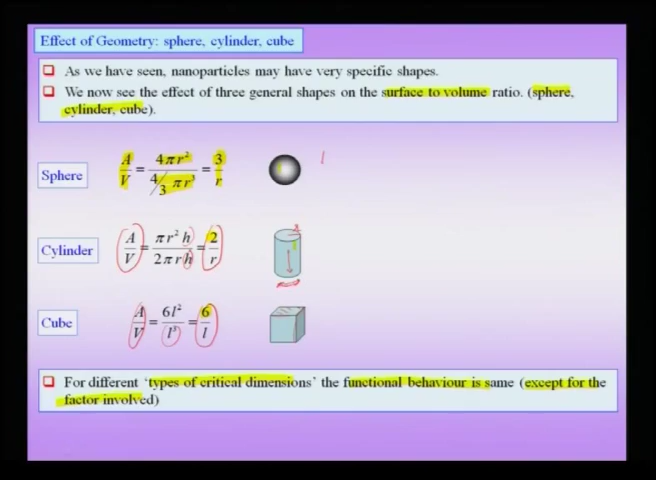 Effect of Geometry: sphere, cylinder, cube
As we have seen, nanoparticles may have very specific shapes.
We now see the effect of three general shapes on the surface to volume ratio. (sphere,
cylinder, cube).
Sphere A/V = 4πr²/(4/3 πr³) = 3/r
Cylinder A/V = πr² h/2πrh = 2/r
Cube A/V = 6l²/l³ = 6/l
For different ‘types of critical dimensions’ the functional behaviour is same (except for the
factor involved)